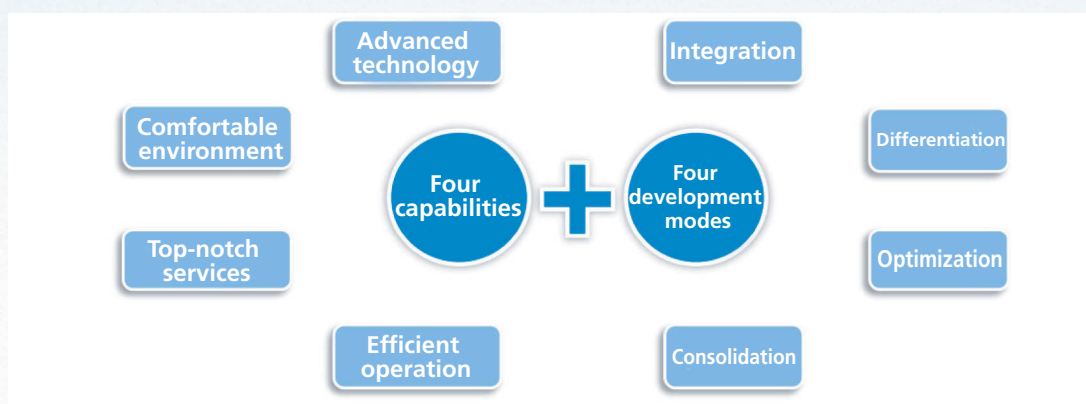 Advanced
technology
Integration
Comfortable
environment
Differentiation
Four
capabilities
Four
development
modes
Top-notch
services
Optimization
Efficient
operation
Consolidation